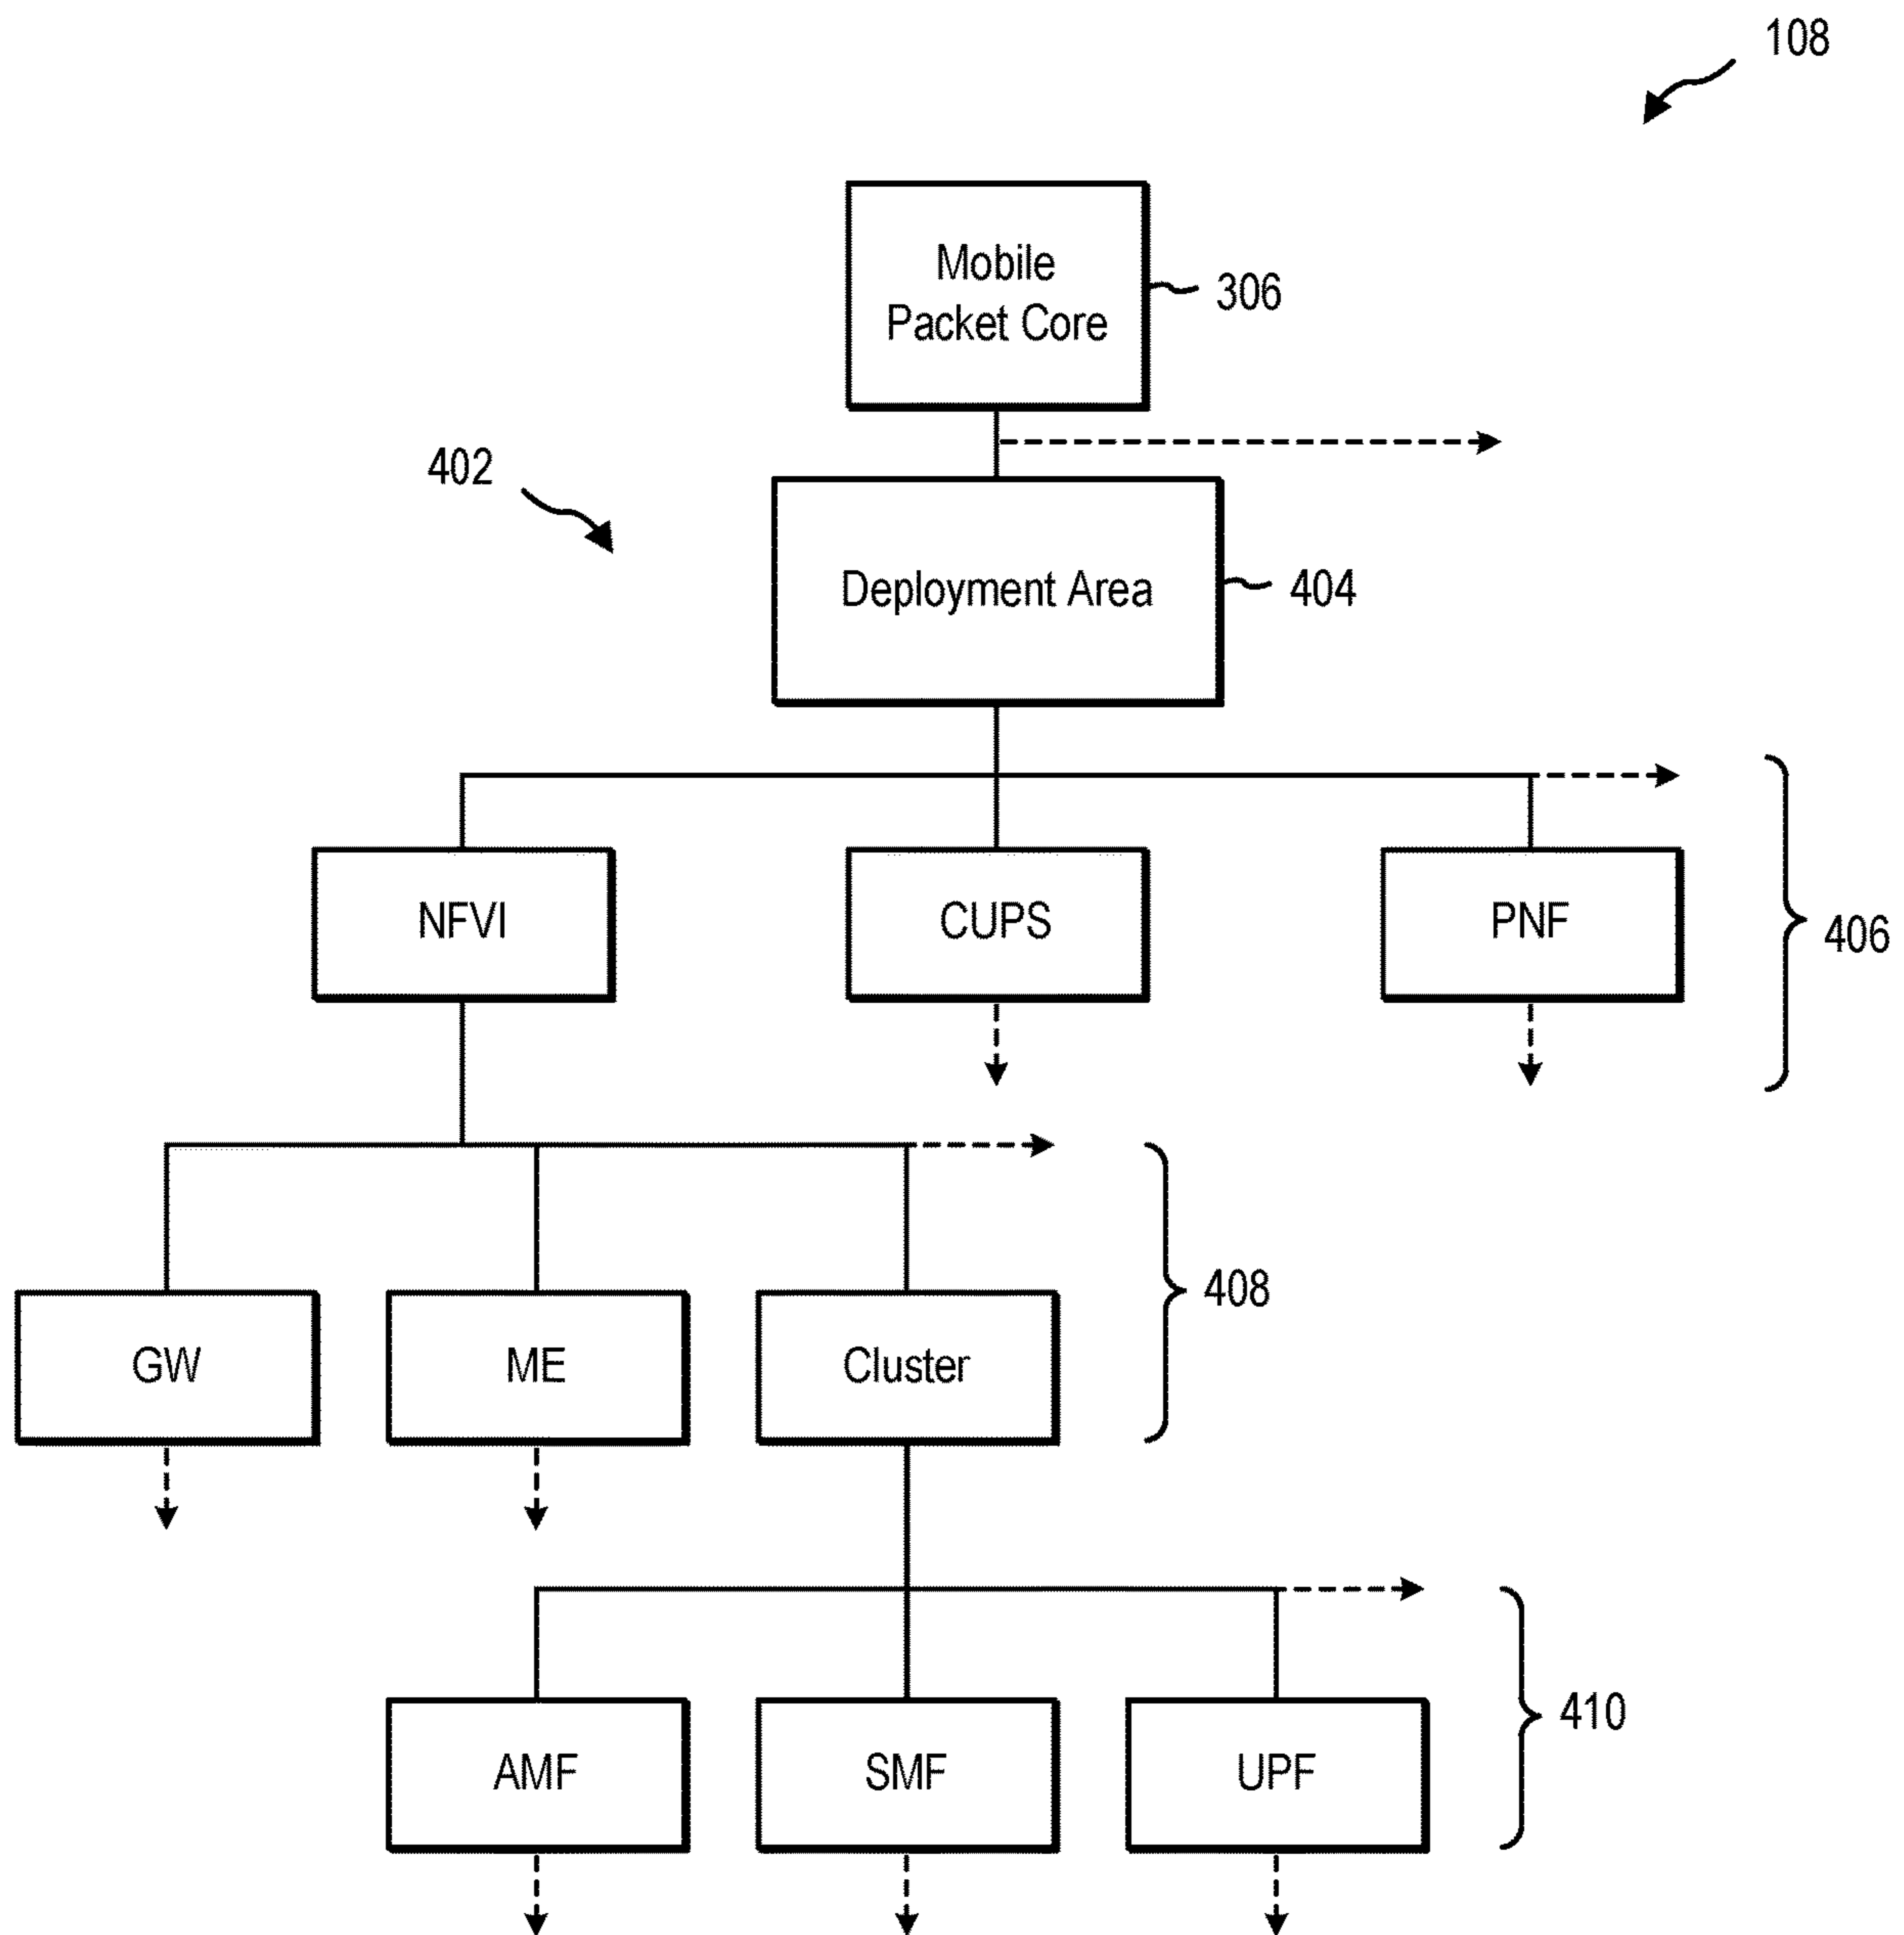 108
Mobile
Packet Core
306
402
Deployment Area
404
NFVI
CUPS
PNF
406
GW
ME
Cluster
408
AMF
SMF
UPF
410